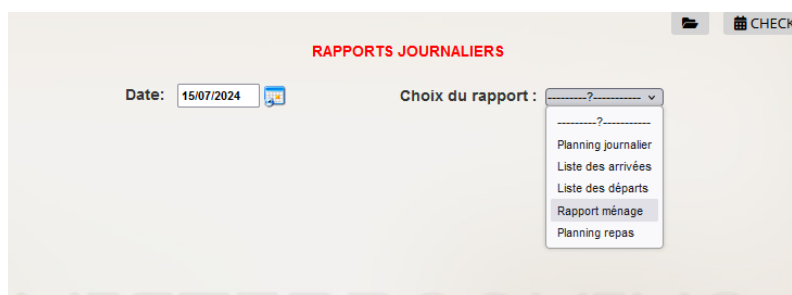 CHECK
RAPPORTS JOURNALIERS
Date: 15/07/2024 Choix du rapport : ---------?-----------
---------?-----------
Planning journalier
Liste des arrivées
Liste des départs
Rapport ménage
Planning repas